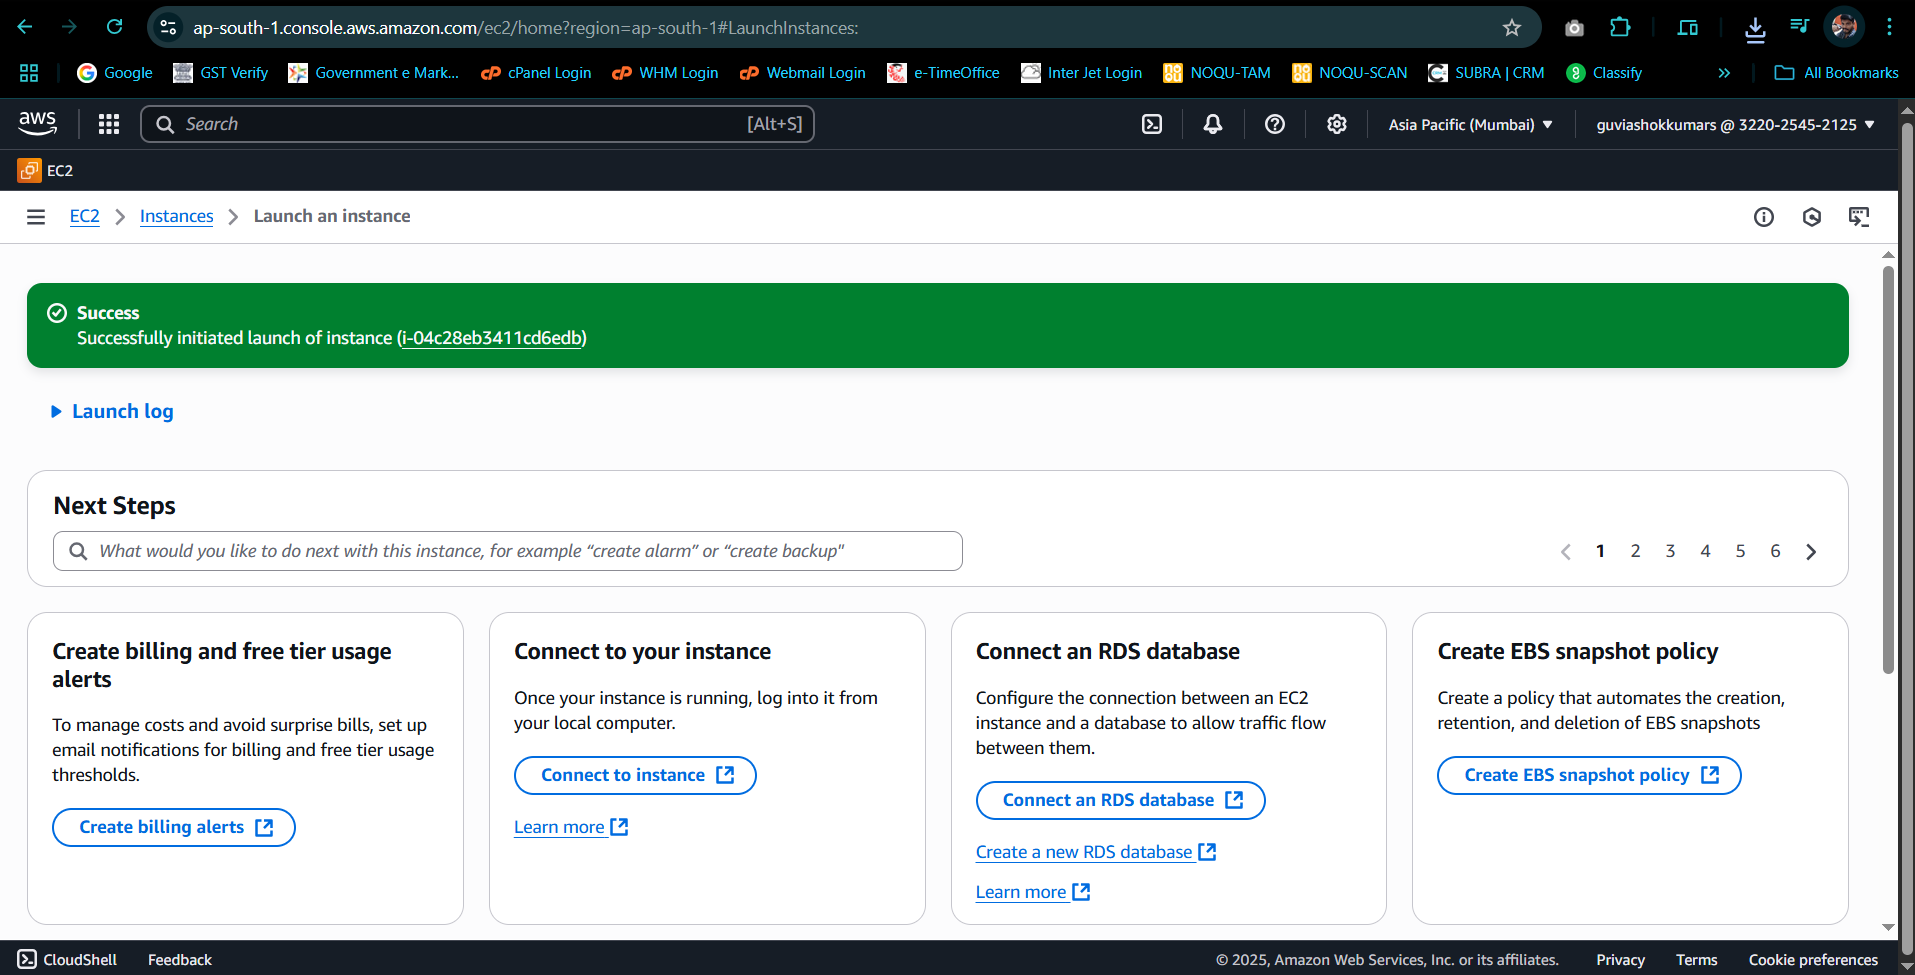 ap-south-1.console.aws.amazon.com/ec2/home?region=ap-south-1#LaunchInstances:
Google
GST Verify
Government e Mark...
cPanel Login
WHM Login
Webmail Login
e-TimeOffice
Inter Jet Login
NOQU-TAM
NOQU-SCAN
SUBRA | CRM
Classify
»
All Bookmarks
aws
Search
[Alt+S]
Asia Pacific (Mumbai)
guviashokkumars @ 3220-2545-2125
EC2
EC2
Instances
Launch an instance
Success
Successfully initiated launch of instance (i-04c28eb3411cd6edb)
Launch log
Next Steps
What would you like to do next with this instance, for example “create alarm” or “create backup"
1 2 3 4 5 6
Create billing and free tier usage
alerts
To manage costs and avoid surprise bills, set up
email notifications for billing and free tier usage
thresholds.
Create billing alerts
Connect to your instance
Once your instance is running, log into it from
your local computer.
Connect to instance
Learn more
Connect an RDS database
Configure the connection between an EC2
instance and a database to allow traffic flow
between them.
Connect an RDS database
Create a new RDS database
Learn more
Create EBS snapshot policy
Create a policy that automates the creation,
retention, and deletion of EBS snapshots
Create EBS snapshot policy
CloudShell
Feedback
© 2025, Amazon Web Services, Inc. or its affiliates.
Privacy
Terms
Cookie preferences